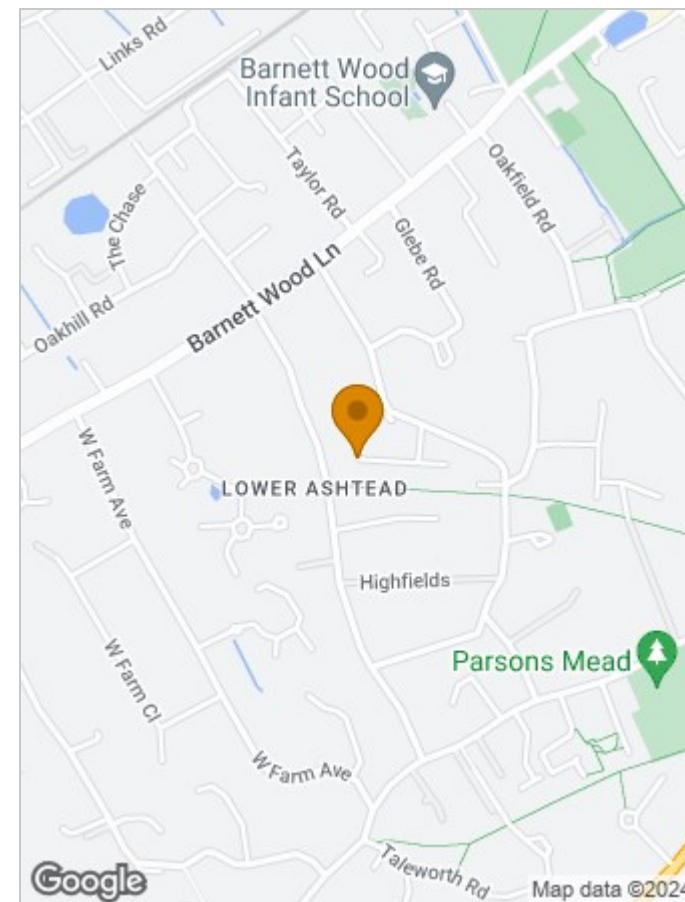 Links Rd
Barnett Wood
Infant School
Taylor Rd
Oakfield Rd
The Chase
Glebe Rd
Barnett Wood Ln
Oakhill Rd
W Farm Ave
LOWER ASHTEAD
Highfields
Parsons Mead
W Farm Cl
W Farm Ave
Taleworth Rd
Google
Map data ©2024